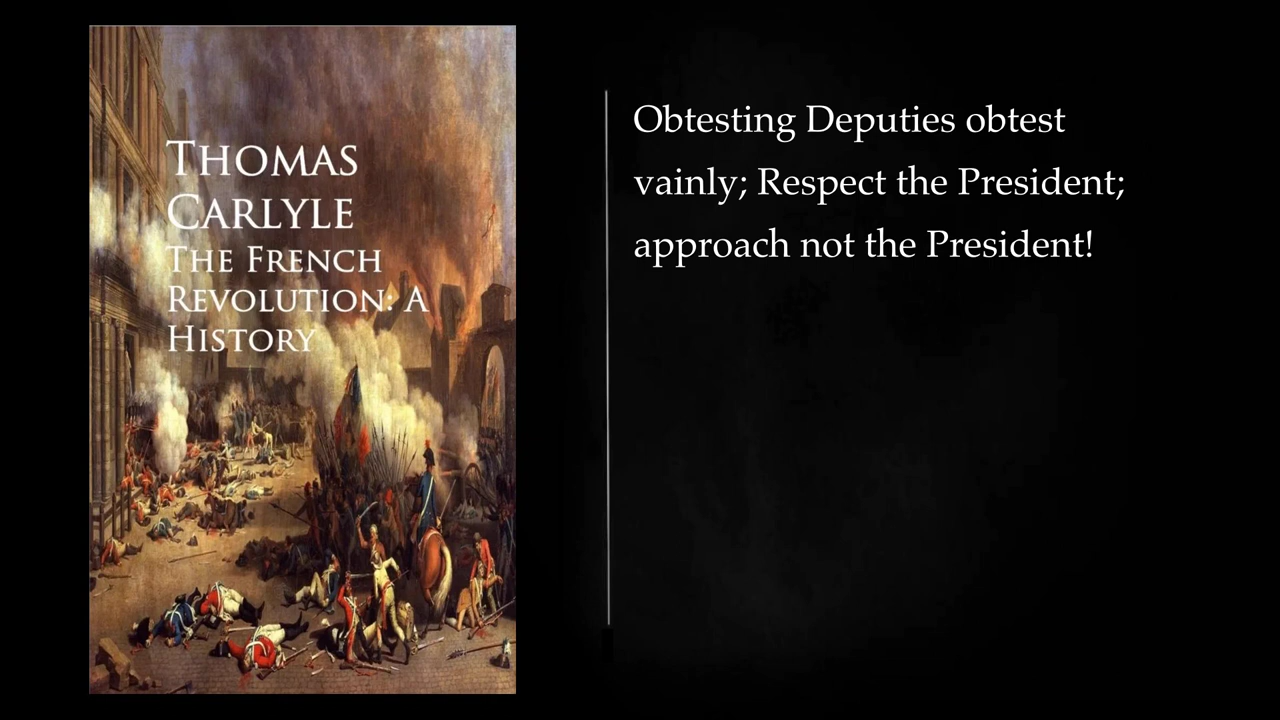 THOMAS
CARLYLE
THE FRENCH
REVOLUTION: A
HISTORY
Obtesting Deputies obtest
vainly; Respect the President;
approach not the President!